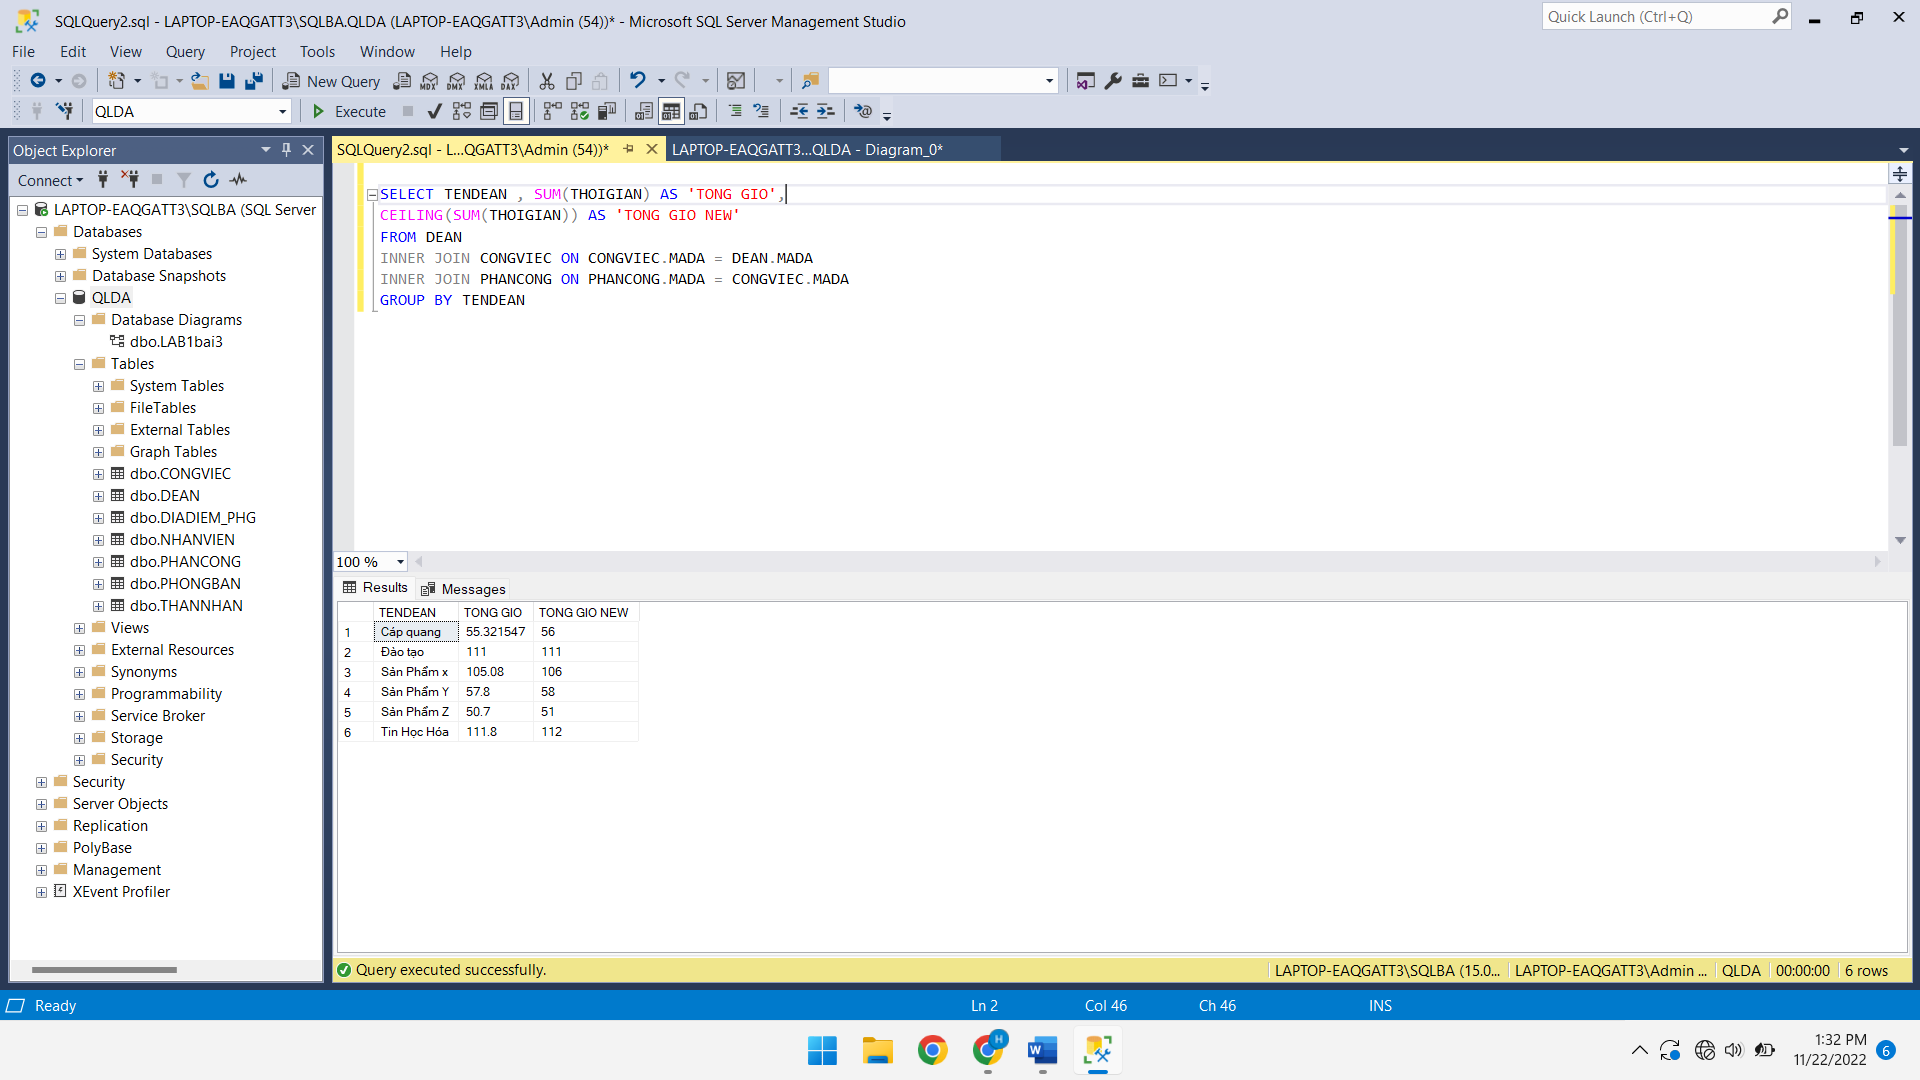 SQLQuery2.sql - LAPTOP-EAQGATT3\SQLBA.QLDA (LAPTOP-EAQGATT3\Admin (54))* - Microsoft SQL Server Management Studio
Quick Launch (Ctrl+Q)
File Edit View Query Project Tools Window Help
New Query MDX DMX XMLA DAX
QLDA Execute
Object Explorer
SQLQuery2.sql - L...QGATT3\Admin (54))* LAPTOP-EAQGATT3...QLDA - Diagram_0*
Connect
LAPTOP-EAQGATT3\SQLBA (SQL Server
Databases
System Databases
Database Snapshots
QLDA
Database Diagrams
dbo.LAB1bai3
Tables
System Tables
FileTables
External Tables
Graph Tables
dbo.CONGVIEC
dbo.DEAN
dbo.DIADIEM_PHG
dbo.NHANVIEN
dbo.PHANCONG
dbo.PHONGBAN
dbo.THANNHAN
Views
External Resources
Synonyms
Programmability
Service Broker
Storage
Security
Security
Server Objects
Replication
PolyBase
Management
XEvent Profiler
SELECT TENDEAN , SUM(THOIGIAN) AS 'TONG GIO',
CEILING(SUM(THOIGIAN)) AS 'TONG GIO NEW'
FROM DEAN
INNER JOIN CONGVIEC ON CONGVIEC.MADA = DEAN.MADA
INNER JOIN PHANCONG ON PHANCONG.MADA = CONGVIEC.MADA
GROUP BY TENDEAN
100 %
Results Messages
TENDEAN TONG GIO TONG GIO NEW
1 Cáp quang 55.321547 56
2 Đào tạo 111 111
3 Sản Phẩm x 105.08 106
4 Sản Phẩm Y 57.8 58
5 Sản Phẩm Z 50.7 51
6 Tin Học Hóa 111.8 112
Query executed successfully. LAPTOP-EAQGATT3\SQLBA (15.0... LAPTOP-EAQGATT3\Admin ... QLDA 00:00:00 6 rows
Ready Ln 2 Col 46 Ch 46 INS
H
W
1:32 PM
11/22/2022
6